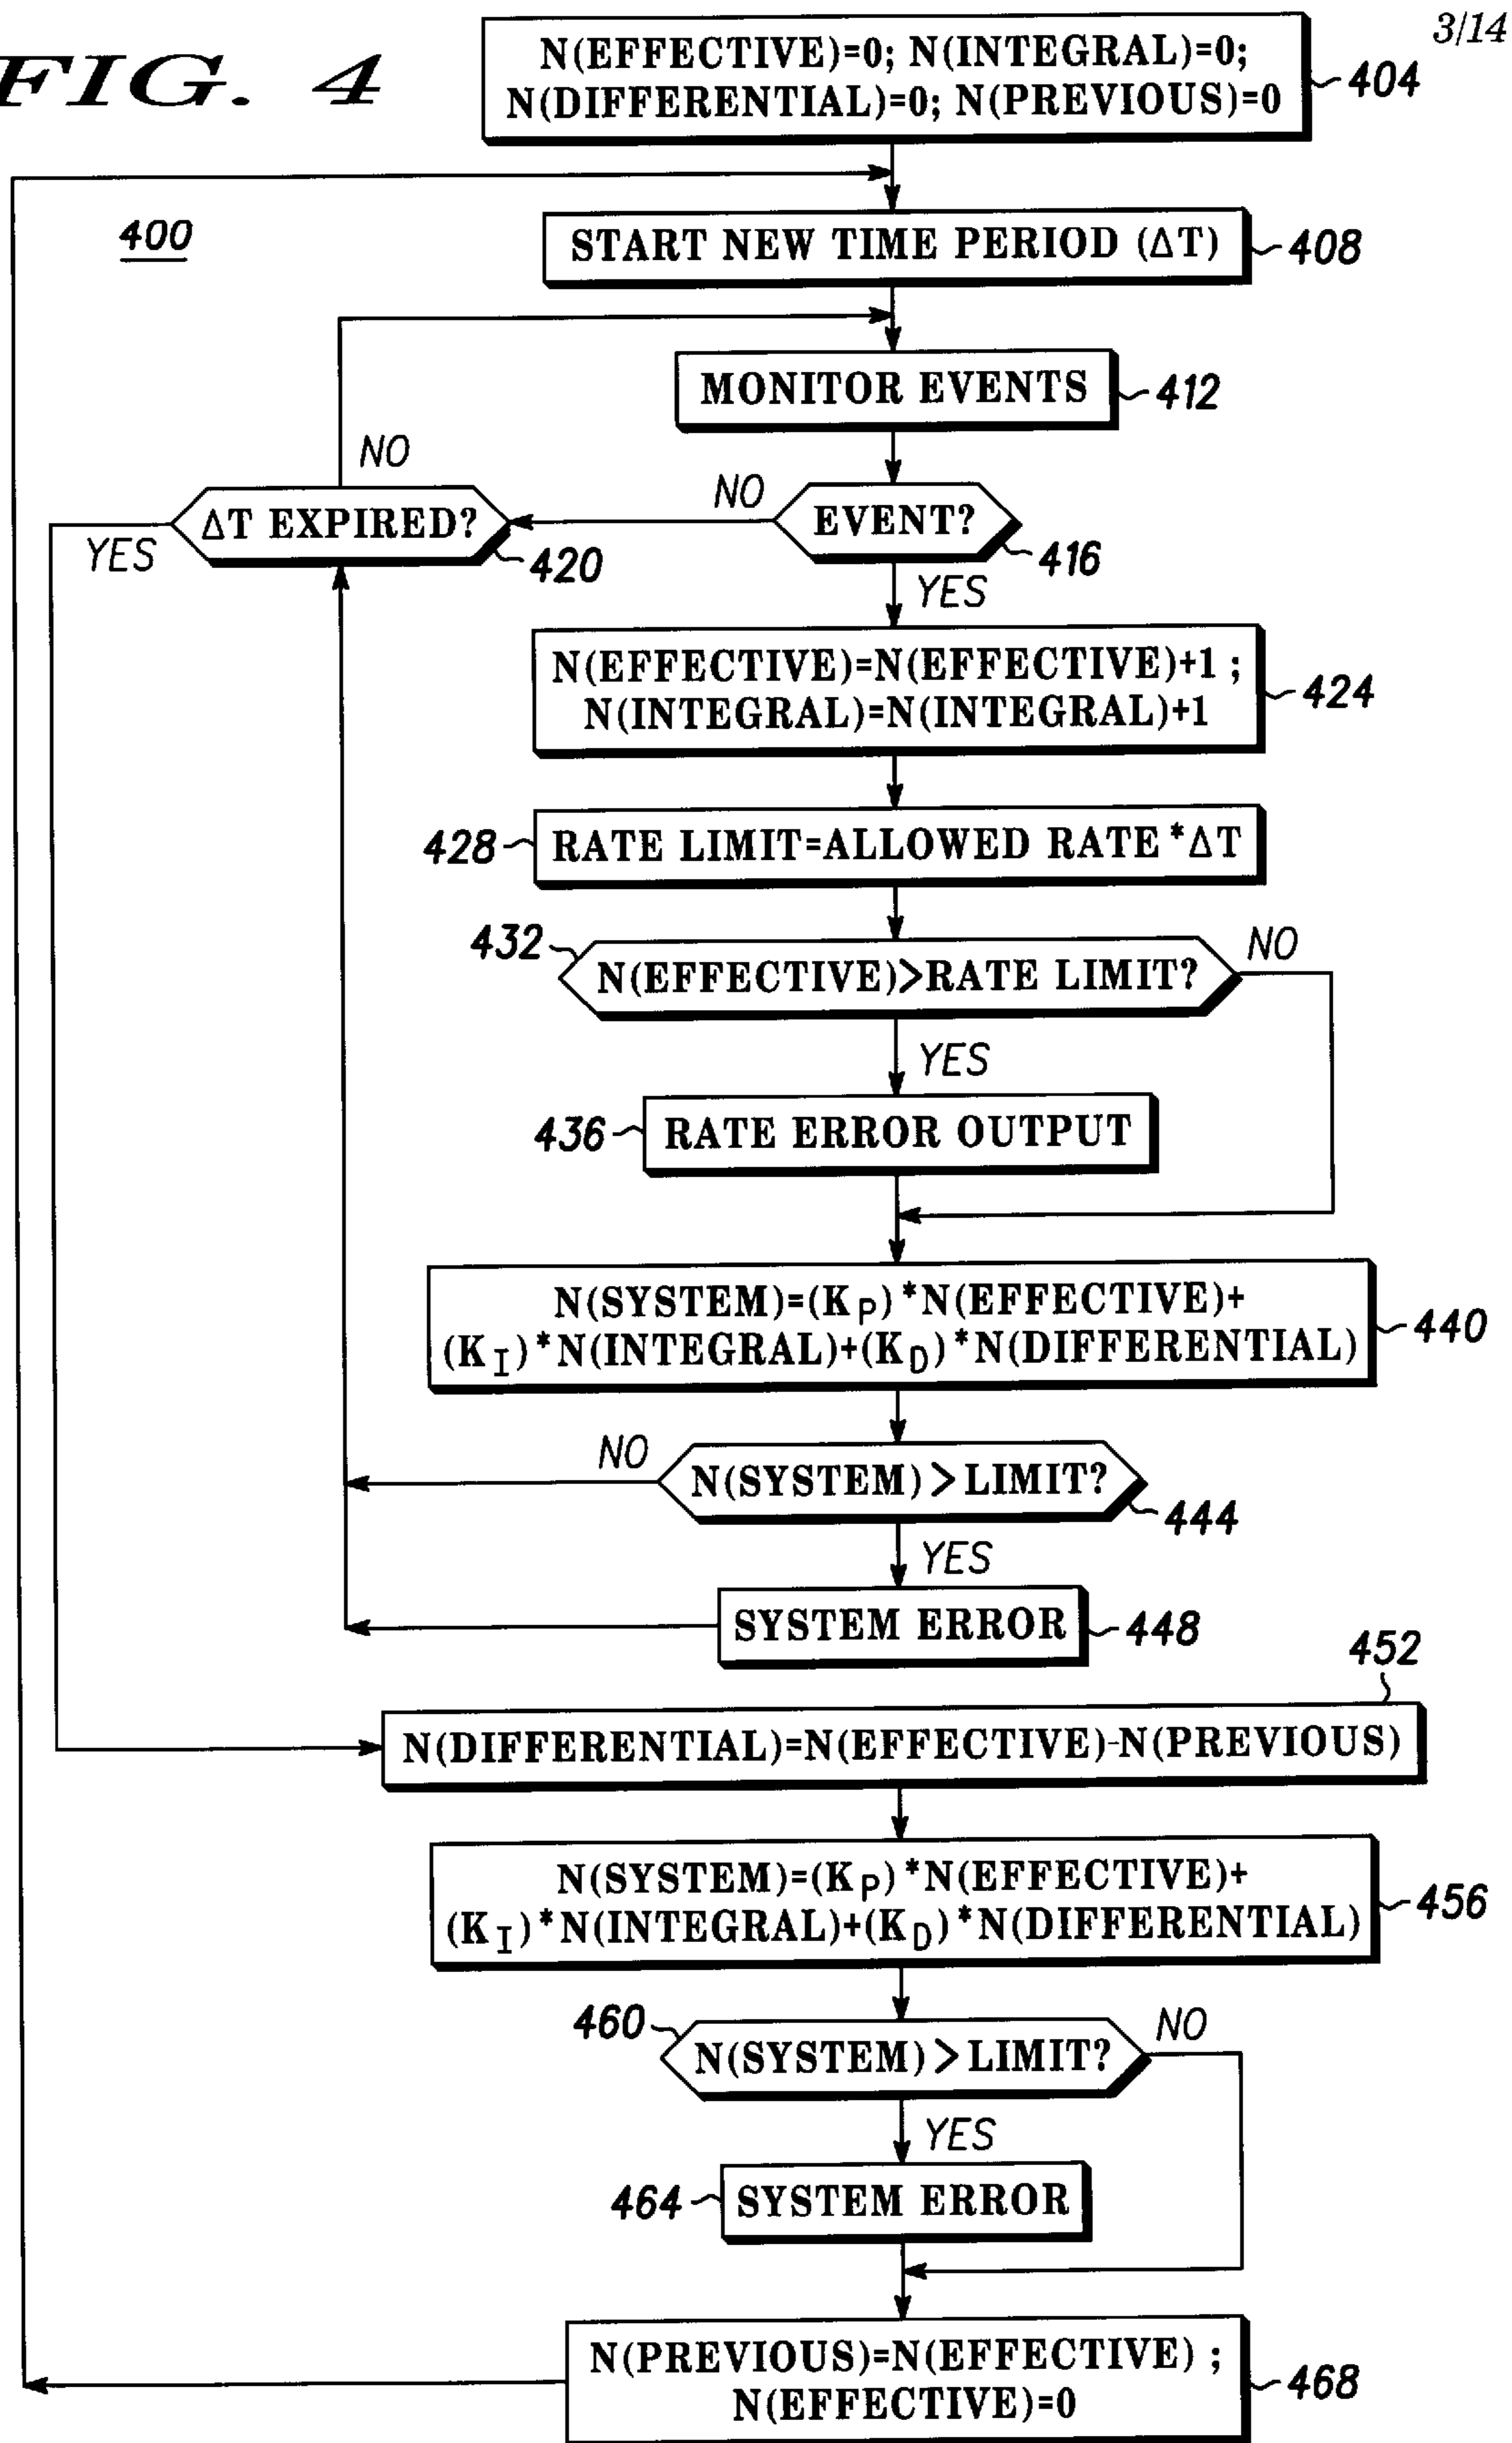 FIG. 4
3/14
N(EFFECTIVE)=0; N(INTEGRAL)=0;
N(DIFFERENTIAL)=0; N(PREVIOUS)=0
404
400
START NEW TIME PERIOD (ΔT)
408
MONITOR EVENTS
412
NO
NO
ΔT EXPIRED?
EVENT?
YES
420
416
YES
N(EFFECTIVE)=N(EFFECTIVE)+1 ;
N(INTEGRAL)=N(INTEGRAL)+1
424
428
RATE LIMIT=ALLOWED RATE *ΔT
432
NO
N(EFFECTIVE)>RATE LIMIT?
YES
436
RATE ERROR OUTPUT
N(SYSTEM)=(KP)*N(EFFECTIVE)+
(KI)*N(INTEGRAL)+(KD)*N(DIFFERENTIAL)
440
NO
N(SYSTEM)>LIMIT?
444
YES
SYSTEM ERROR
448
452
N(DIFFERENTIAL)=N(EFFECTIVE)-N(PREVIOUS)
N(SYSTEM)=(KP)*N(EFFECTIVE)+
(KI)*N(INTEGRAL)+(KD)*N(DIFFERENTIAL)
456
460
NO
N(SYSTEM)>LIMIT?
YES
464
SYSTEM ERROR
N(PREVIOUS)=N(EFFECTIVE) ;
N(EFFECTIVE)=0
468